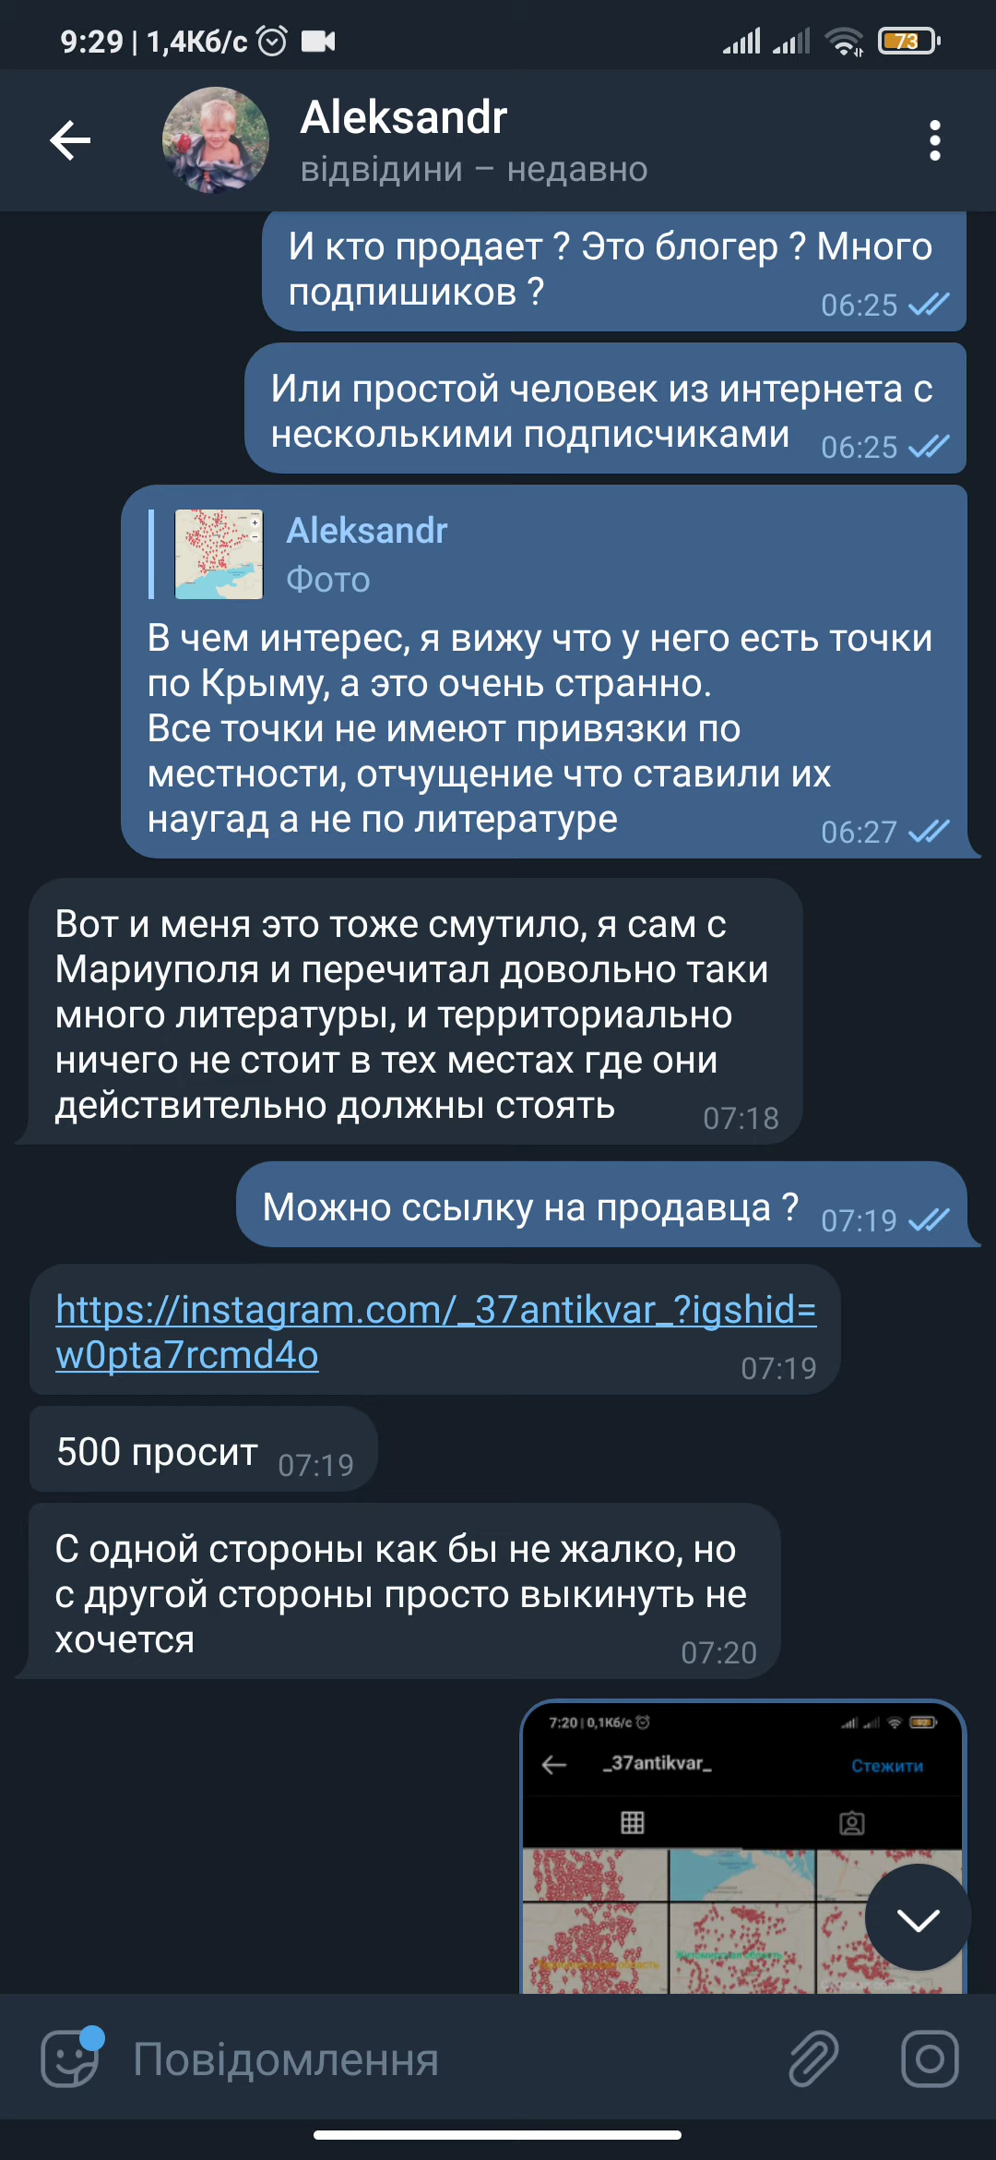 9:29 | 1,4Кб/с
73
Aleksandr
відвідини – недавно
И кто продает ? Это блогер ? Много
подпишиков ?
06:25
Или простой человек из интернета с
несколькими подписчиками
06:25
Aleksandr
Фото
В чем интерес, я вижу что у него есть точки
по Крыму, а это очень странно.
Все точки не имеют привязки по
местности, отчущение что ставили их
наугад а не по литературе
06:27
Вот и меня это тоже смутило, я сам с
Мариуполя и перечитал довольно таки
много литературы, и территориально
ничего не стоит в тех местах где они
действительно должны стоять
07:18
Можно ссылку на продавца ?
07:19
https://instagram.com/_37antikvar_?igshid=
w0pta7rcmd4o
07:19
500 просит
07:19
С одной стороны как бы не жалко, но
с другой стороны просто выкинуть не
хочется
07:20
7:20 | 0,1Кб/с
_37antikvar_
Стежити
Житомирская область
Повідомлення